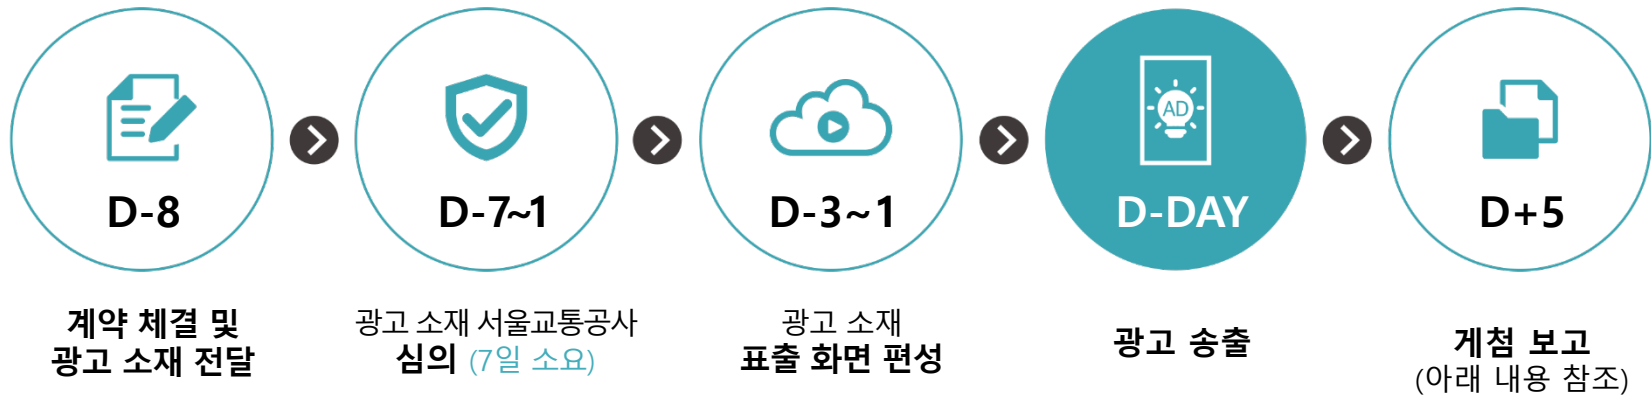 D-8
계약 체결 및
광고 소재 전달
D-7~1
광고 소재 서울교통공사
심의 (7일 소요)
D-3~1
광고 소재
표출 화면 편성
AD
D-DAY
광고 송출
D+5
게첨 보고
(아래 내용 참조)